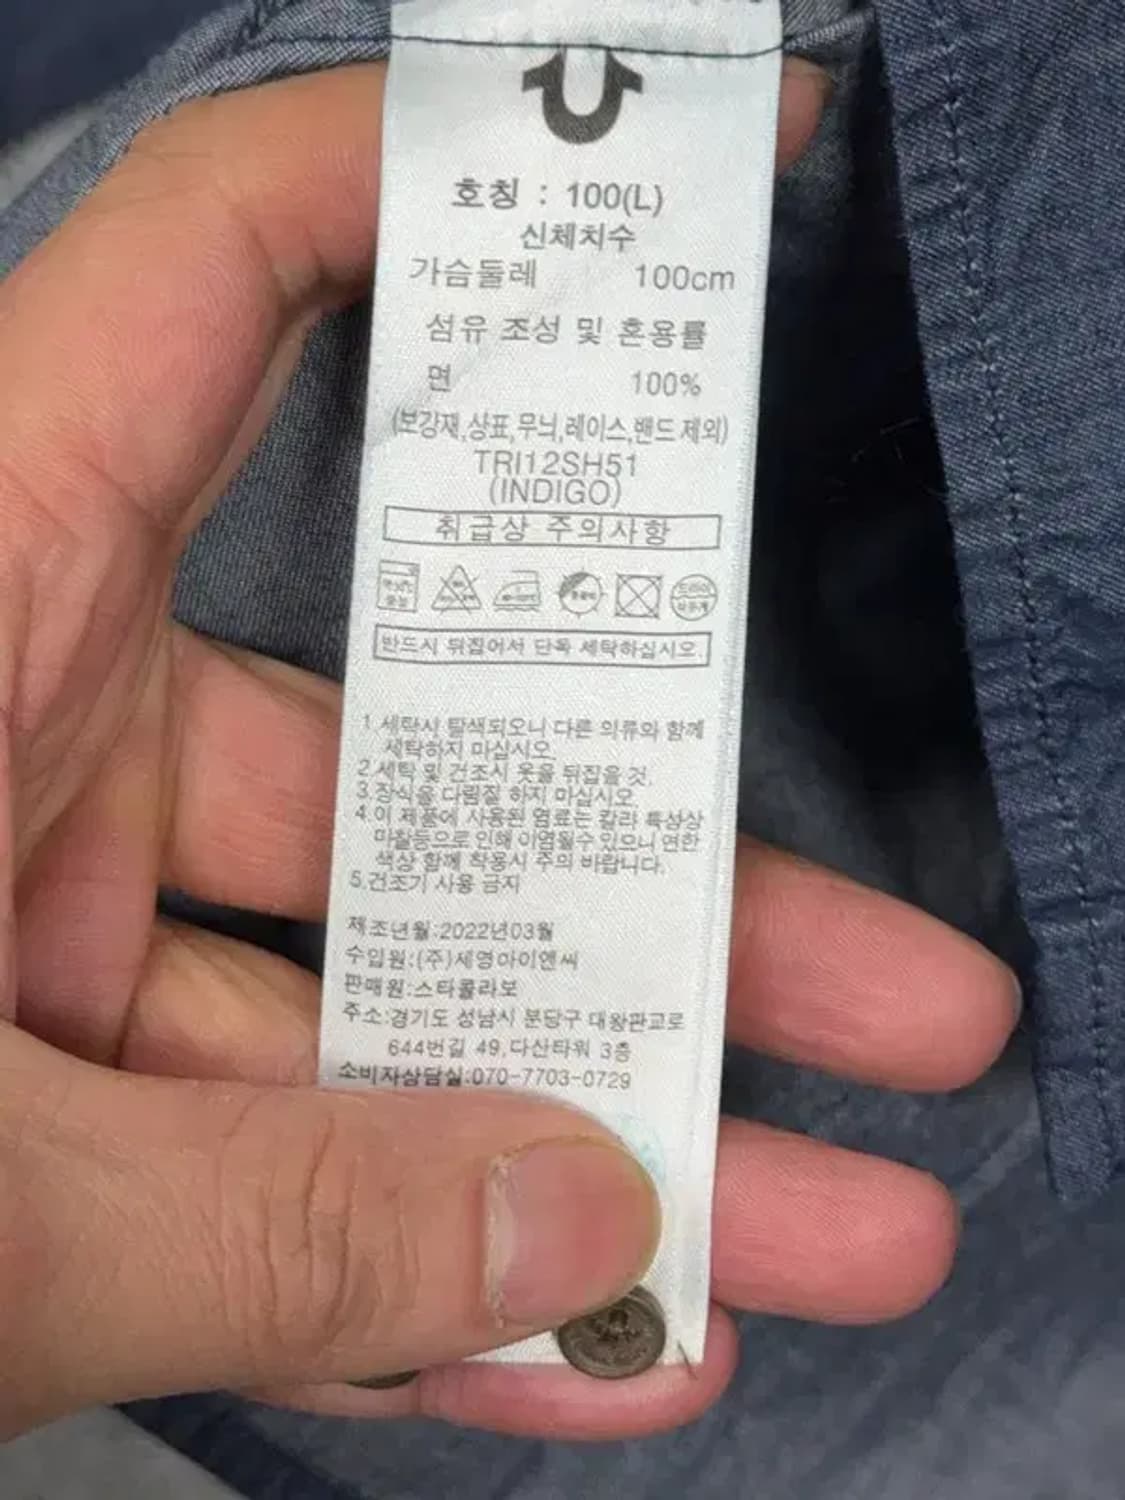 호칭 : 100(L)
신체치수
가슴둘레 100cm
섬유 조성 및 혼용률
면 100%
(보강재,상표,무늬,레이스,밴드 제외)
TRI12SH51
(INDIGO)
취급상 주의사항
반드시 뒤집어서 단독 세탁하십시오.
1.세탁시 탈색되오니 다른 의류와 함께
세탁하지 마십시오.
2.세탁 및 건조시 옷을 뒤집을 것.
3.장식을 다림질 하지 마십시오.
4.이 제품에 사용된 염료는 칼라 특성상
마찰등으로 인해 이염될수 있으니 연한
색상 함께 착용시 주의 바랍니다.
5.건조기 사용 금지
제조년월:2022년03월
수입원:(주)세영아이앤씨
판매원:스타콜라보
주소:경기도 성남시 분당구 대왕판교로
644번길 49,다산타워 3층
소비자상담실:070-7703-0729